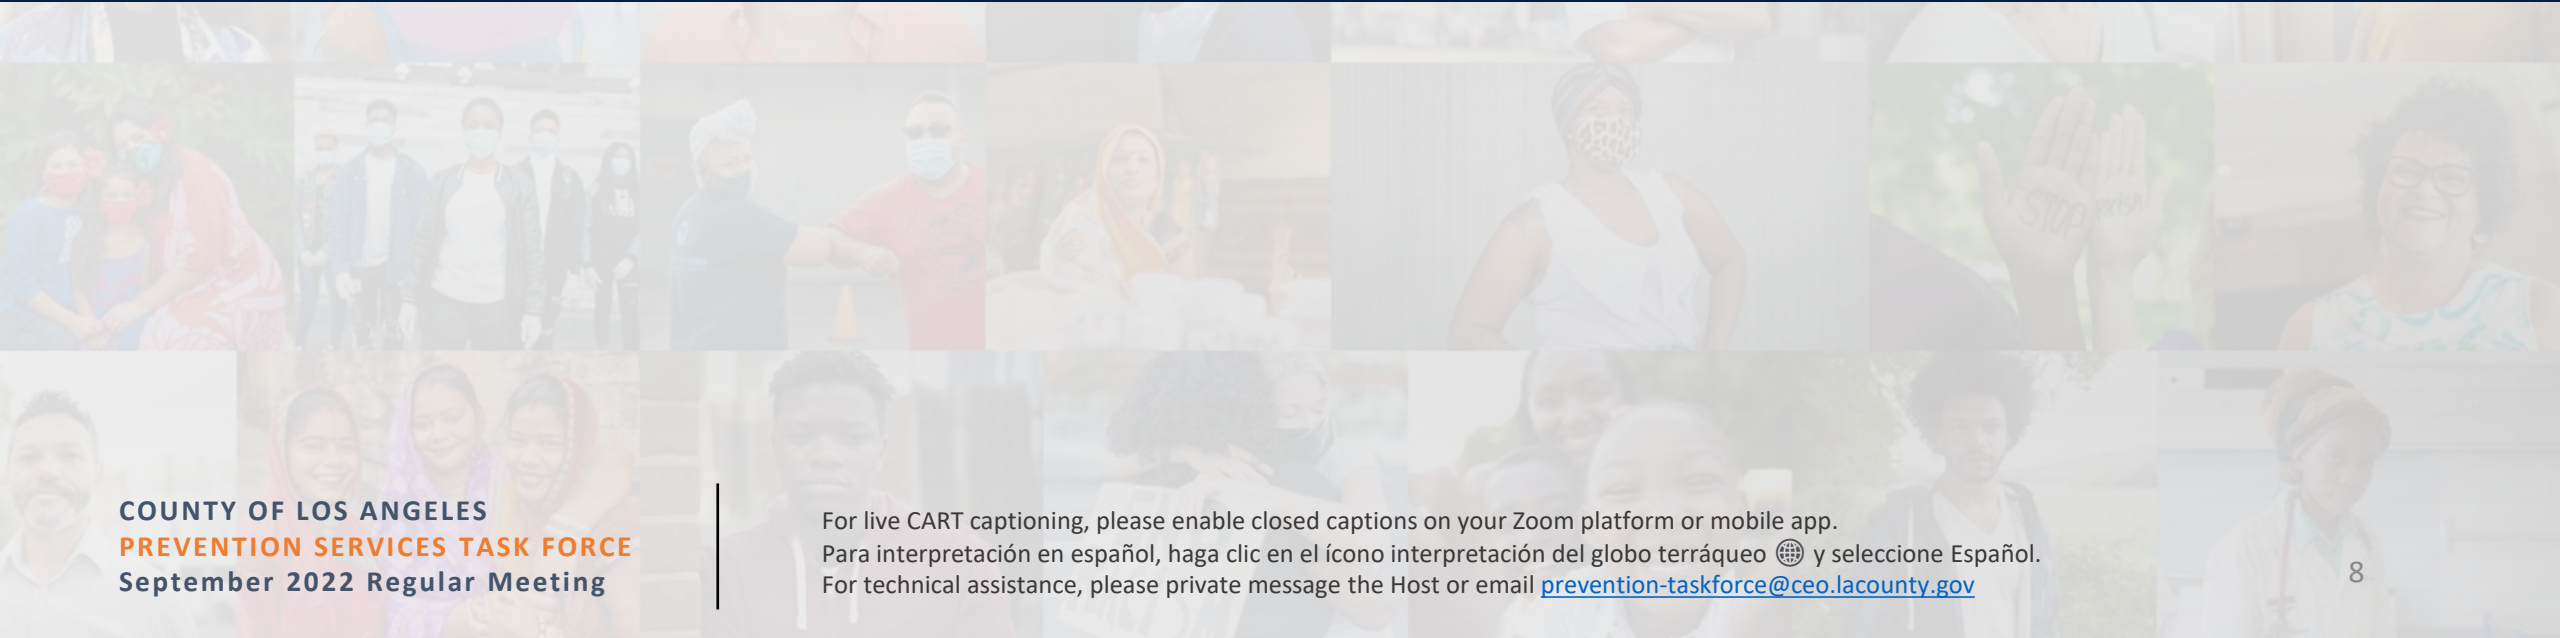 STOP racism
COUNTY OF LOS ANGELES
PREVENTION SERVICES TASK FORCE
September 2022 Regular Meeting
For live CART captioning, please enable closed captions on your Zoom platform or mobile app.
Para interpretación en español, haga clic en el ícono interpretación del globo terráqueo y seleccione Español.
For technical assistance, please private message the Host or email prevention-taskforce@ceo.lacounty.gov
8